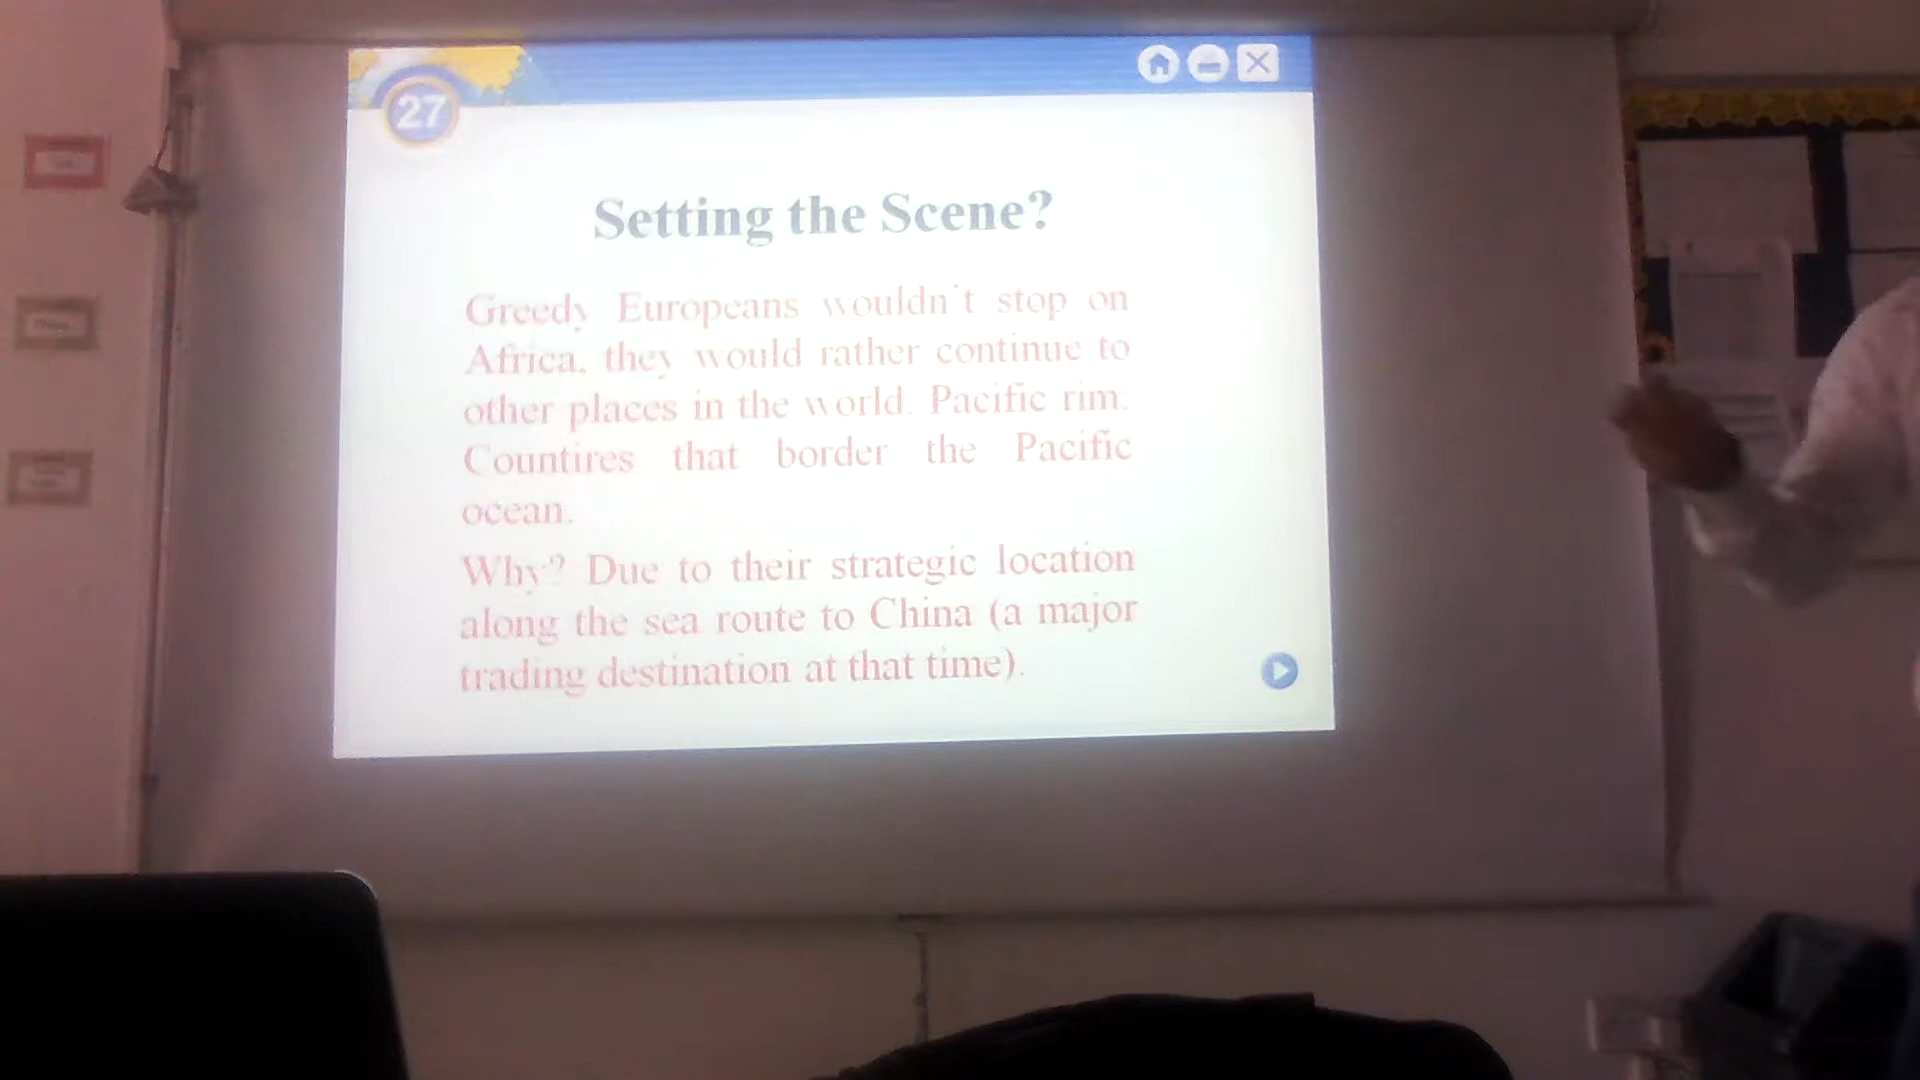 27
Setting the Scene?
Greedy Europeans wouldn't stop on
Africa, they would rather continue to
other places in the world. Pacific rim:
Countires that border the Pacific
ocean.
Why? Due to their strategic location
along the sea route to China (a major
trading destination at that time).